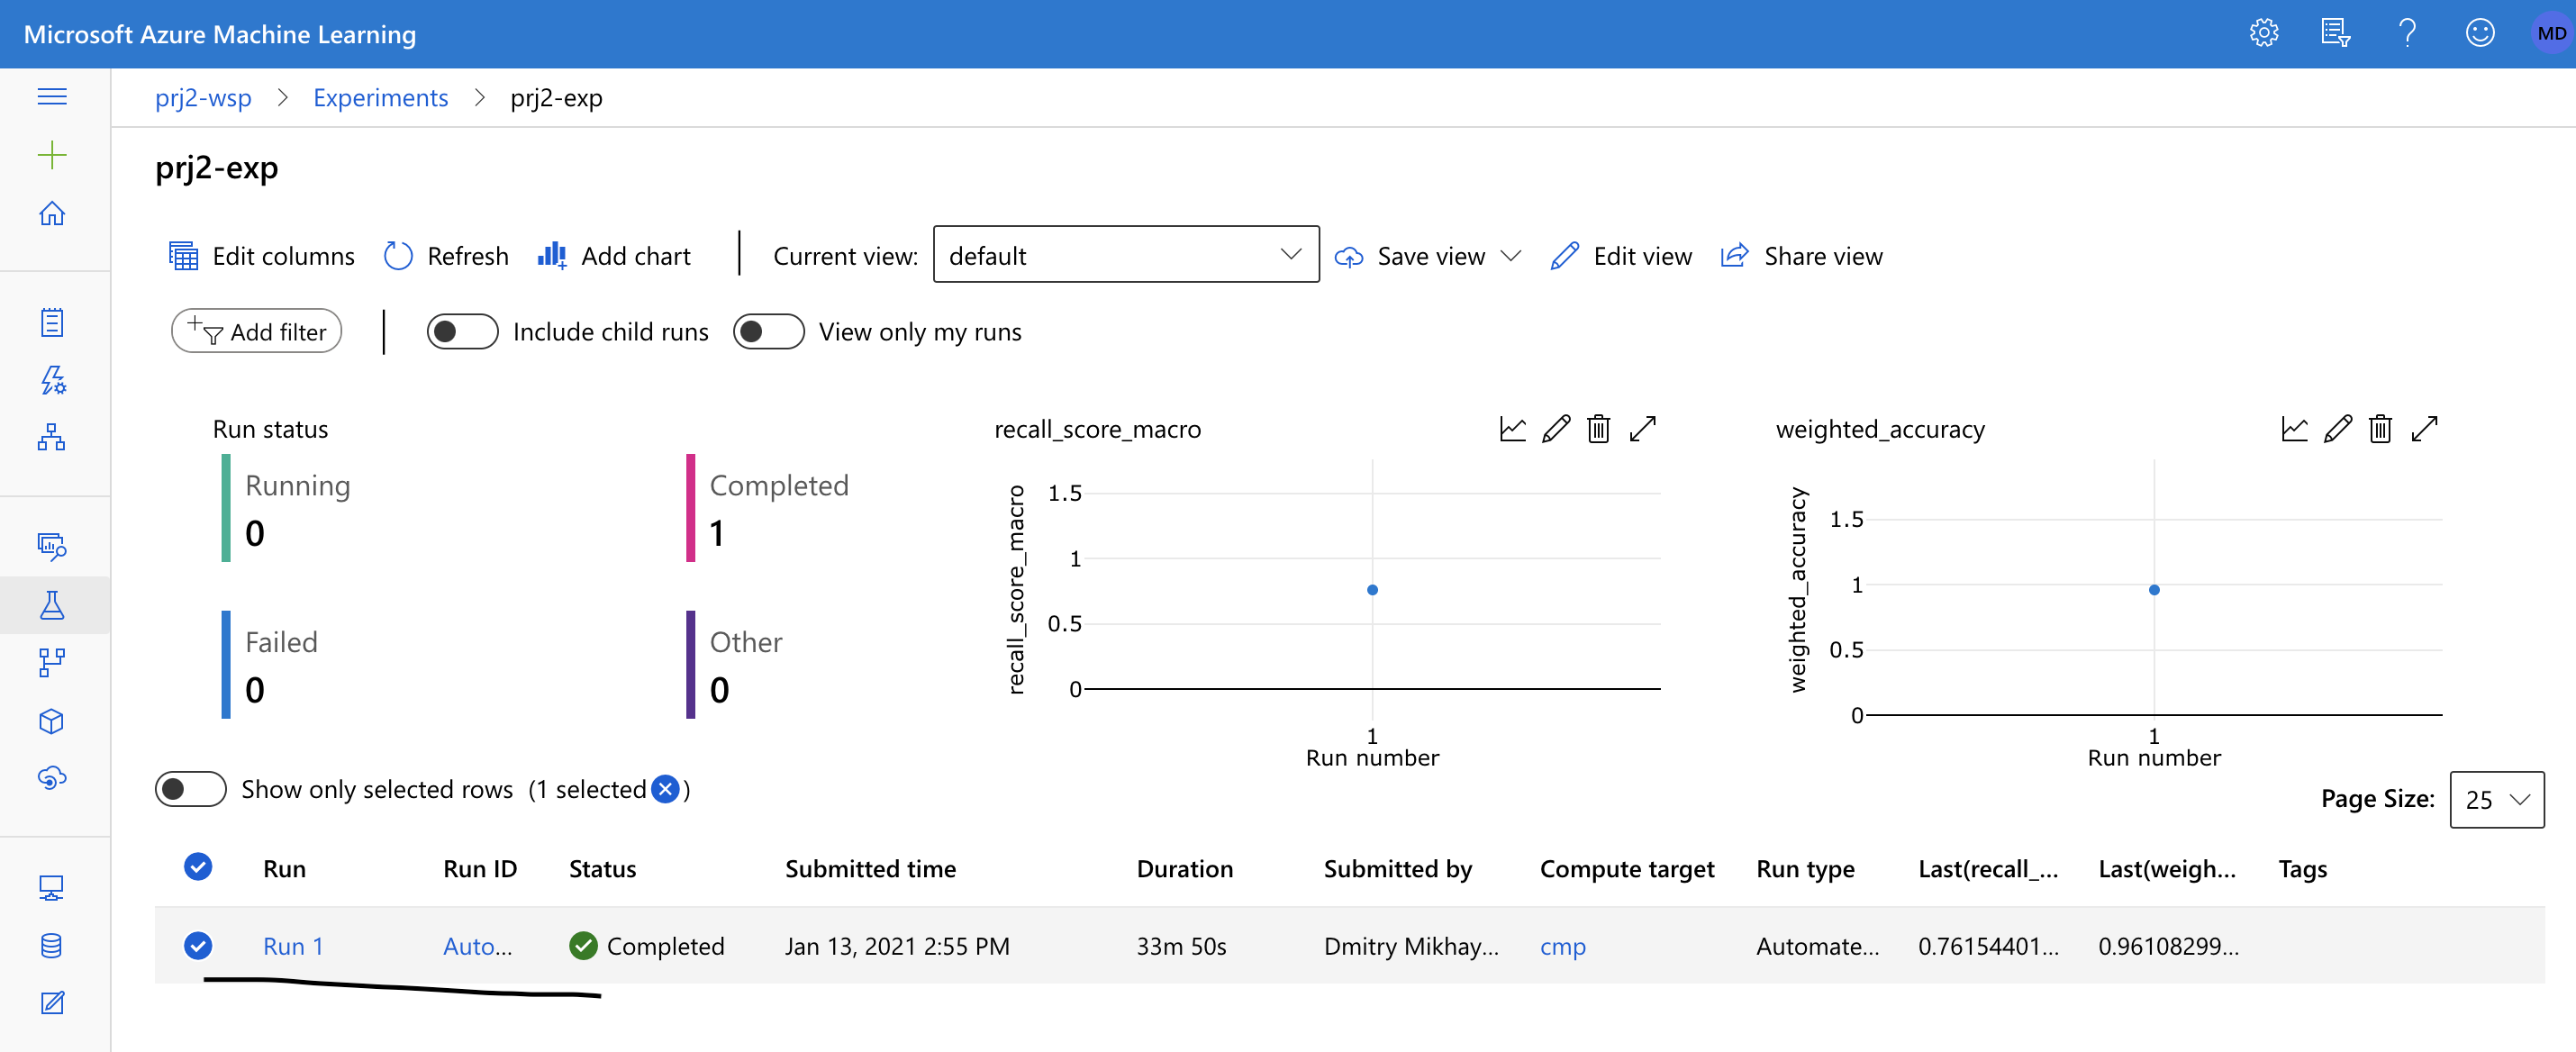 Microsoft Azure Machine Learning
MD
prj2-wsp > Experiments > prj2-exp
prj2-exp
Edit columns Refresh Add chart Current view: default Save view Edit view Share view
Add filter Include child runs View only my runs
Run status
Running
0
Completed
1
Failed
0
Other
0
recall_score_macro
recall_score_macro
1.5
1
0.5
0
1
Run number
weighted_accuracy
weighted_accuracy
1.5
1
0.5
0
1
Run number
Show only selected rows (1 selected )
Page Size: 25
Run Run ID Status Submitted time Duration Submitted by Compute target Run type Last(recall_... Last(weigh... Tags
Run 1 Auto... Completed Jan 13, 2021 2:55 PM 33m 50s Dmitry Mikhay... cmp Automate... 0.76154401... 0.96108299...